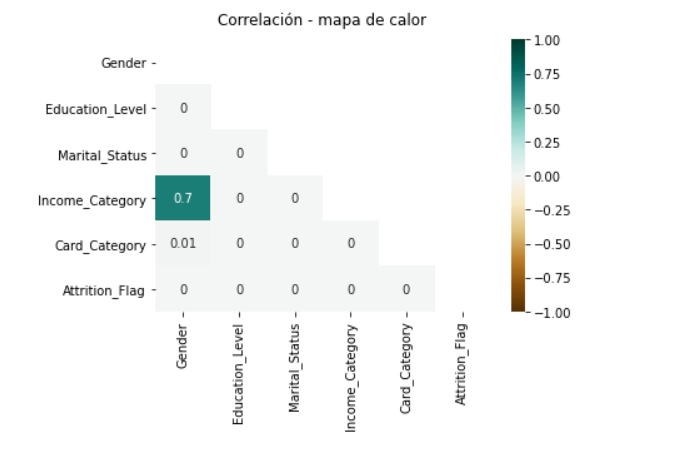 Correlación - mapa de calor
Gender
Education_Level 0
Marital_Status 0 0
Income_Category 0.7 0 0
Card_Category 0.01 0 0 0
Attrition_Flag 0 0 0 0 0
Gender
Education_Level
Marital_Status
Income_Category
Card_Category
Attrition_Flag
1.00
0.75
0.50
0.25
0.00
−0.25
−0.50
−0.75
−1.00